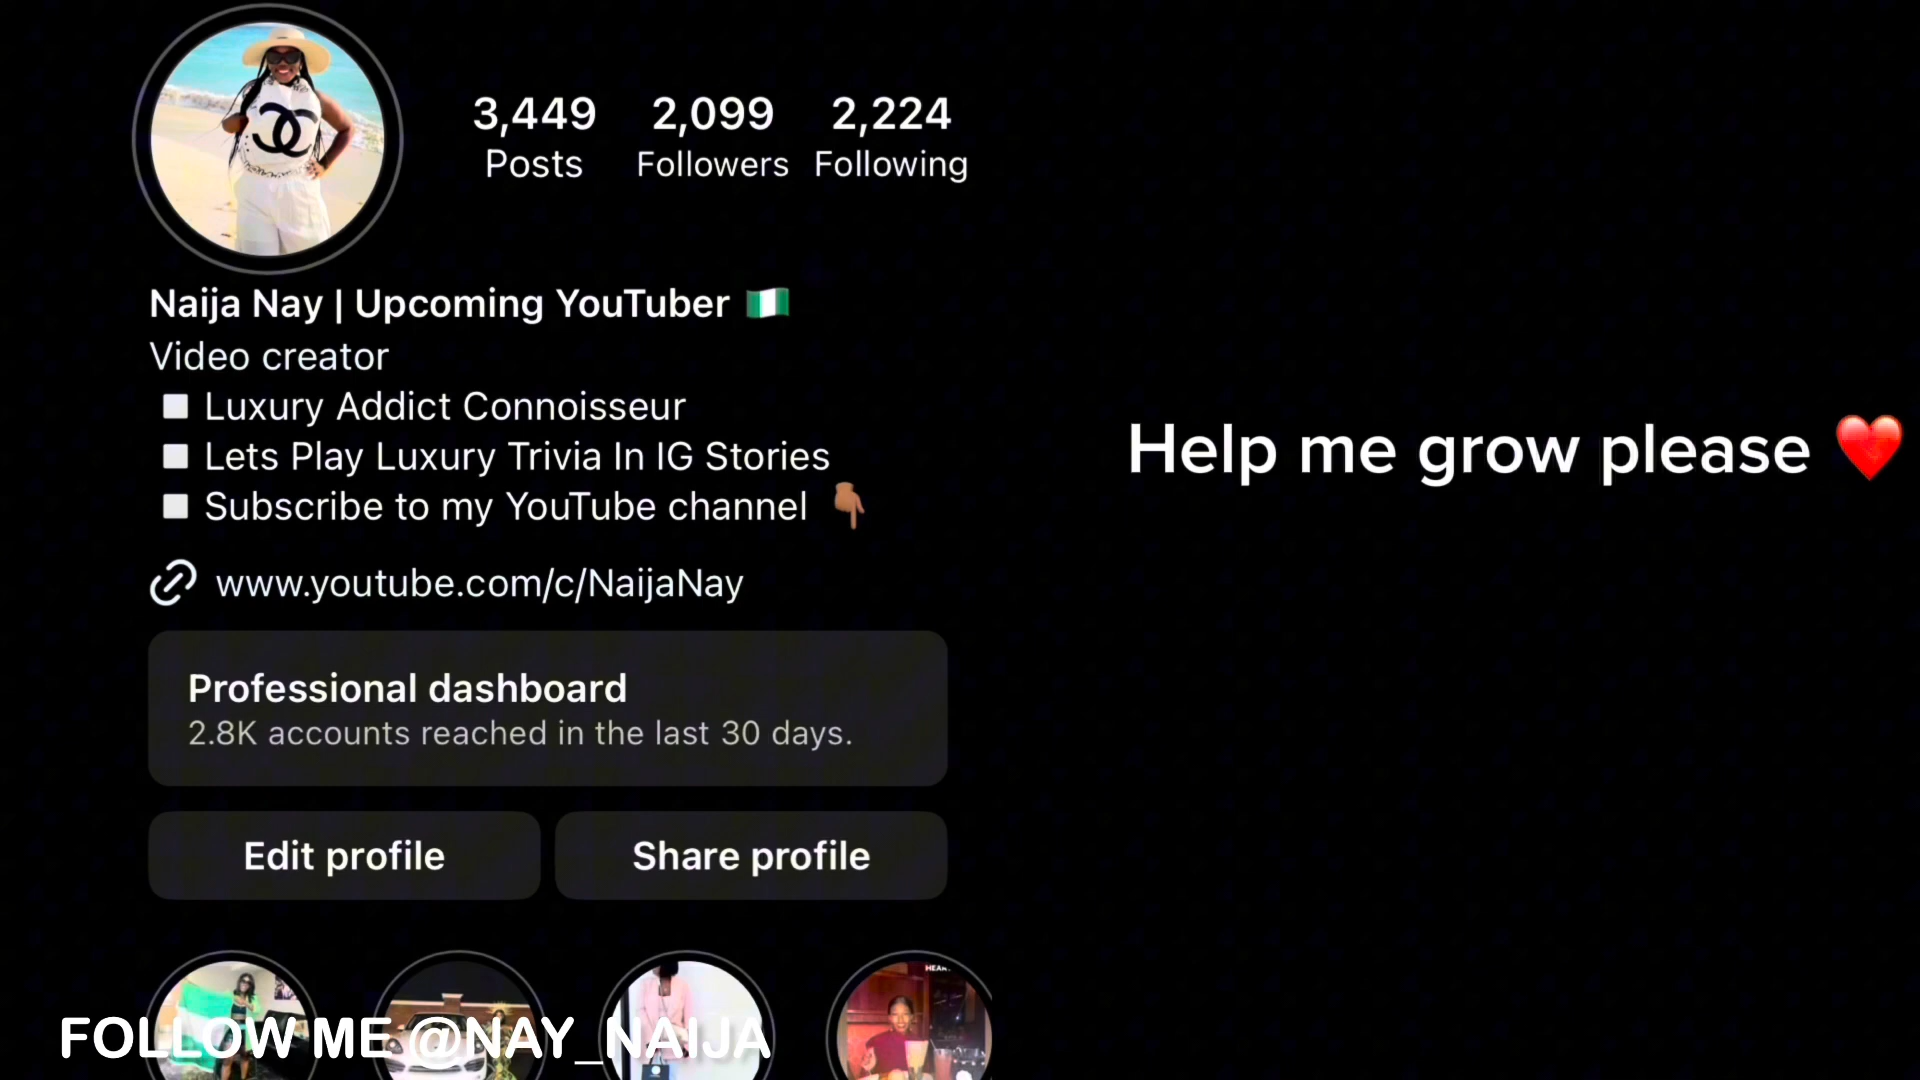 3,449 2,099 2,224
Posts Followers Following
Naija Nay | Upcoming YouTuber 🇳🇬
Video creator
◻️ Luxury Addict Connoisseur
◻️ Lets Play Luxury Trivia In IG Stories
◻️ Subscribe to my YouTube channel 👇🏾
www.youtube.com/c/NaijaNay
Professional dashboard
2.8K accounts reached in the last 30 days.
Edit profile Share profile
FOLLOW ME @NAY_NAIJA
Help me grow please ❤️